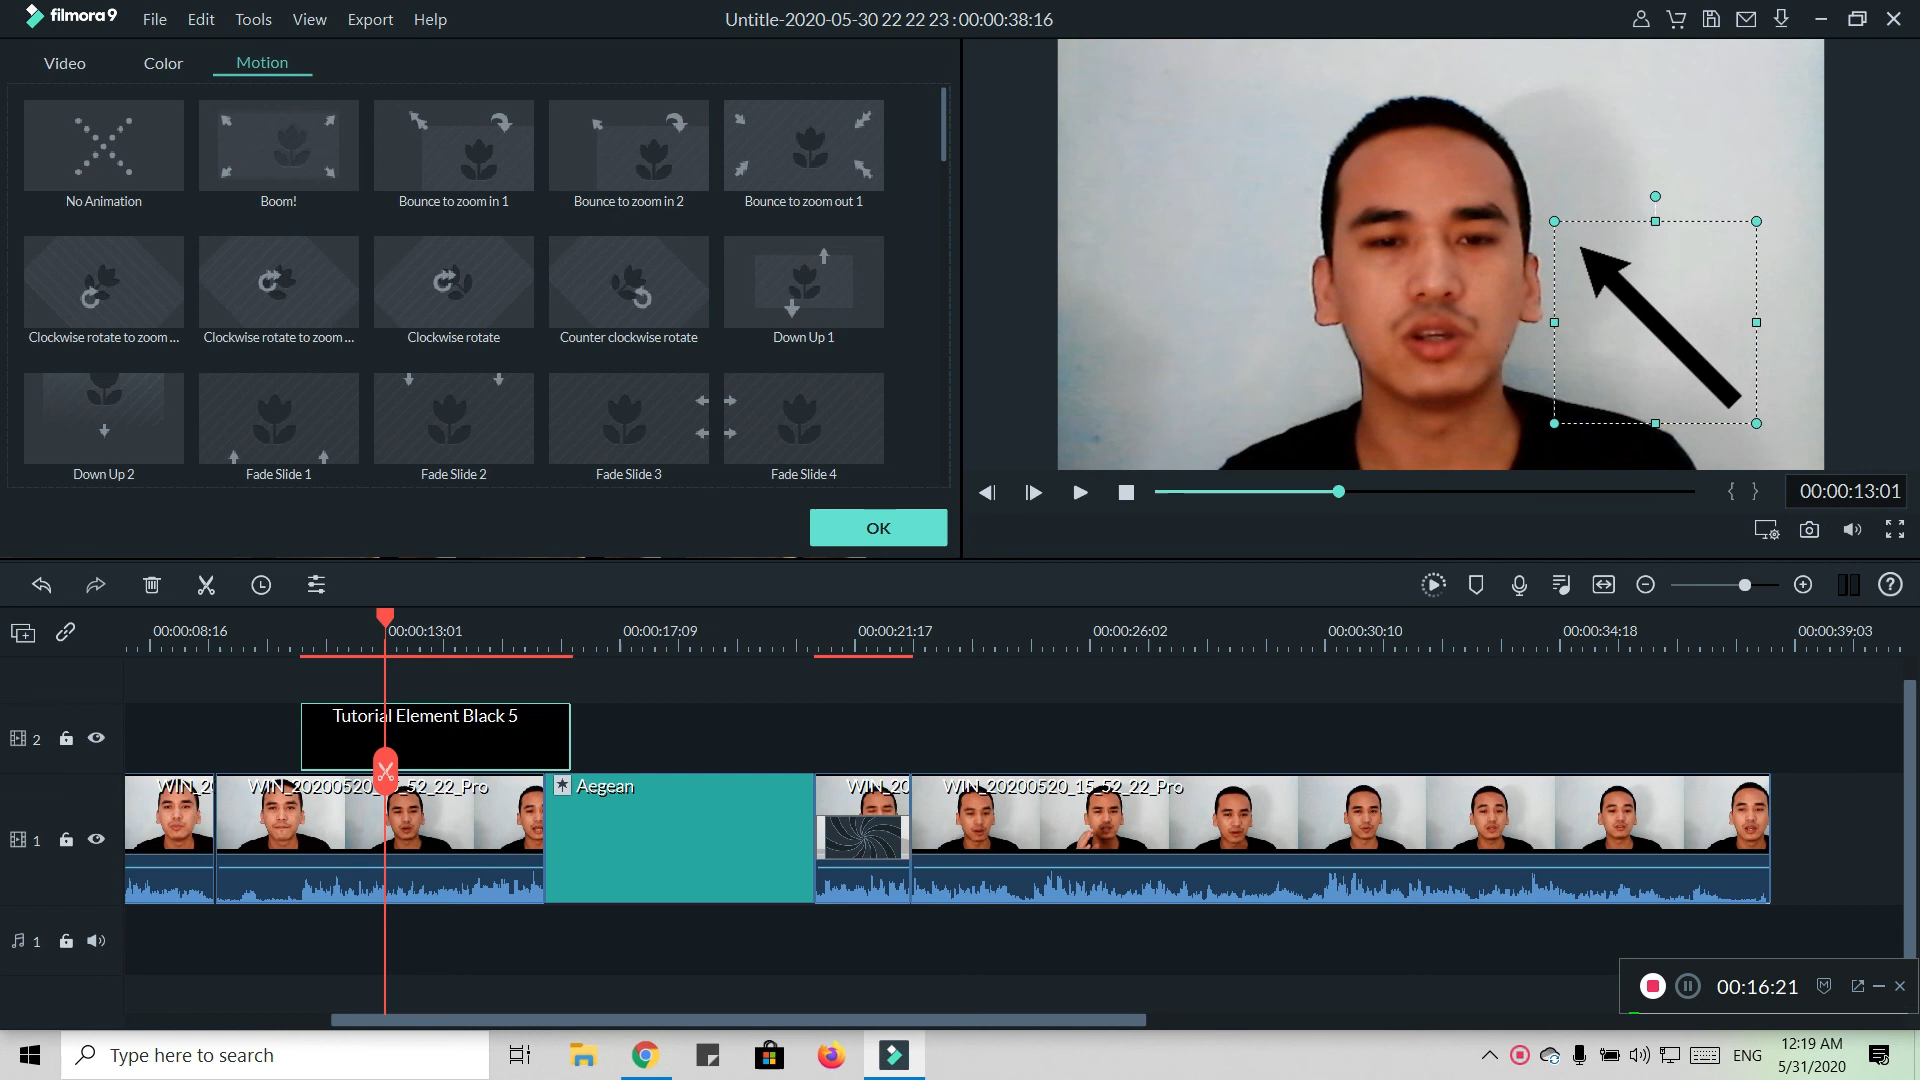 filmora9 File Edit Tools View Export Help Untitle-2020-05-30 22 22 23 : 00:00:38:16
Video Color Motion
No Animation Boom! Bounce to zoom in 1 Bounce to zoom in 2 Bounce to zoom out 1
Clockwise rotate to zoom ... Clockwise rotate to zoom ... Clockwise rotate Counter clockwise rotate Down Up 1
Down Up 2 Fade Slide 1 Fade Slide 2 Fade Slide 3 Fade Slide 4
{ } 00:00:13:01
OK
00:00:08:16 00:00:13:01 00:00:17:09 00:00:21:17 00:00:26:02 00:00:30:10 00:00:34:18 00:00:39:03
Tutorial Element Black 5
2
WIN_2 WIN_20200520_15_52_22_Pro Aegean WIN_20 WIN_20200520_15_52_22_Pro
1
1
00:16:21
Type here to search ENG 12:19 AM
5/31/2020